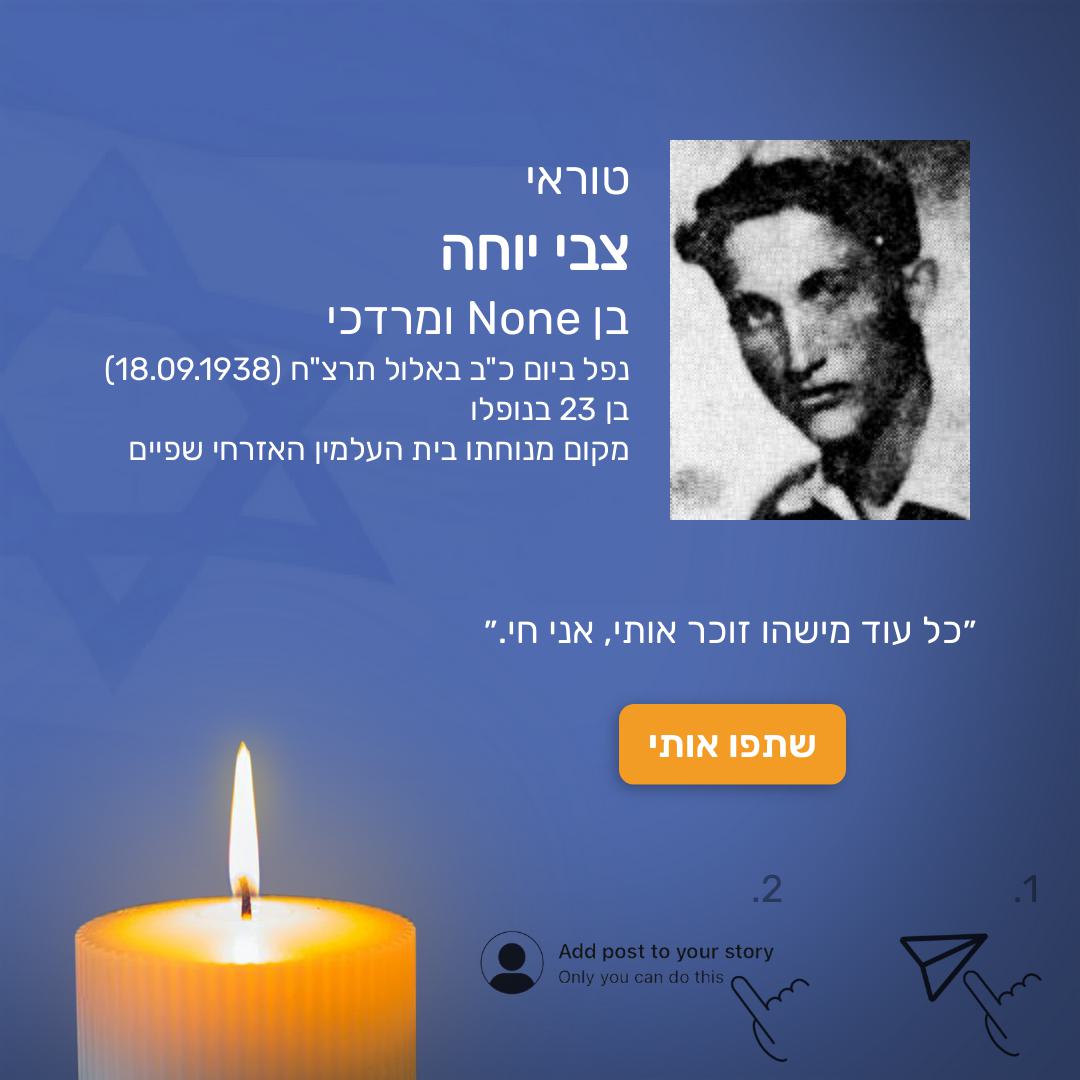 טוראי
צבי יוחה
בן None ומרדכי
נפל ביום כ"ב באלול תרצ"ח (18.09.1938)
בן 23 בנופלו
מקום מנוחתו בית העלמין האזרחי שפיים
״כל עוד מישהו זוכר אותי, אני חי.״
שתפו אותי
.1
.2
Add post to your story
Only you can do this